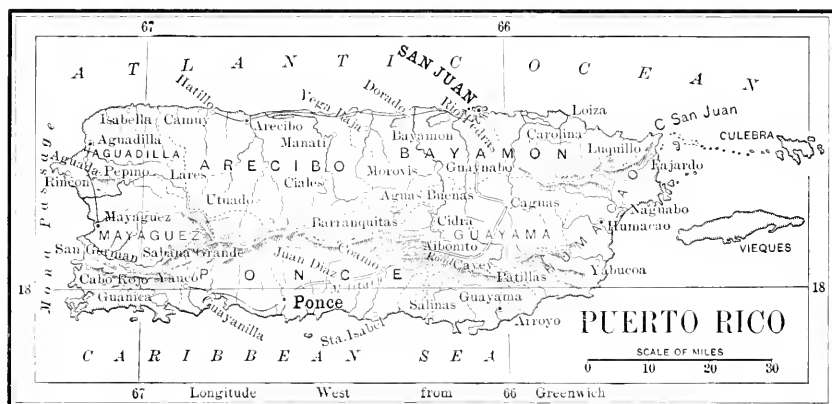 67 66
ATLANTIC OCEAN
SAN JUAN
Hatillo
Vega Baja
Dorado
Rio Piedras
Loiza
C San Juan
CULEBRA
Isabella Camuy
Arecibo
Bayamon
Carolina
Luquillo
Aguadilla
Manati
AGUADILLA
ARECIBO
BAYAMON
Fajardo
Aguada
Pepino
Lares
Morovis
Guaynabo
Rincon
Ciales
Utuado
Aguas Buenas
Caguas
HUMACAO
Naguabo
Mona Passage
Mayaguez
Barranquitas
Cidra
Humacao
MAYAGUEZ
GUAYAMA
VIEQUES
San German
Sabana Grande
Coamo
Aibonito
Juan Diaz
Road
Cayey
Yabucoa
Cabo Rojo
Yauco
PONCE
Patillas
18 18
Guanica
Ponce
Salinas
Guayama
Guayanilla
Sta. Isabel
Arroyo
PUERTO RICO
CARIBBEAN SEA
SCALE OF MILES
0 10 20 30
67 Longitude West from 66 Greenwich